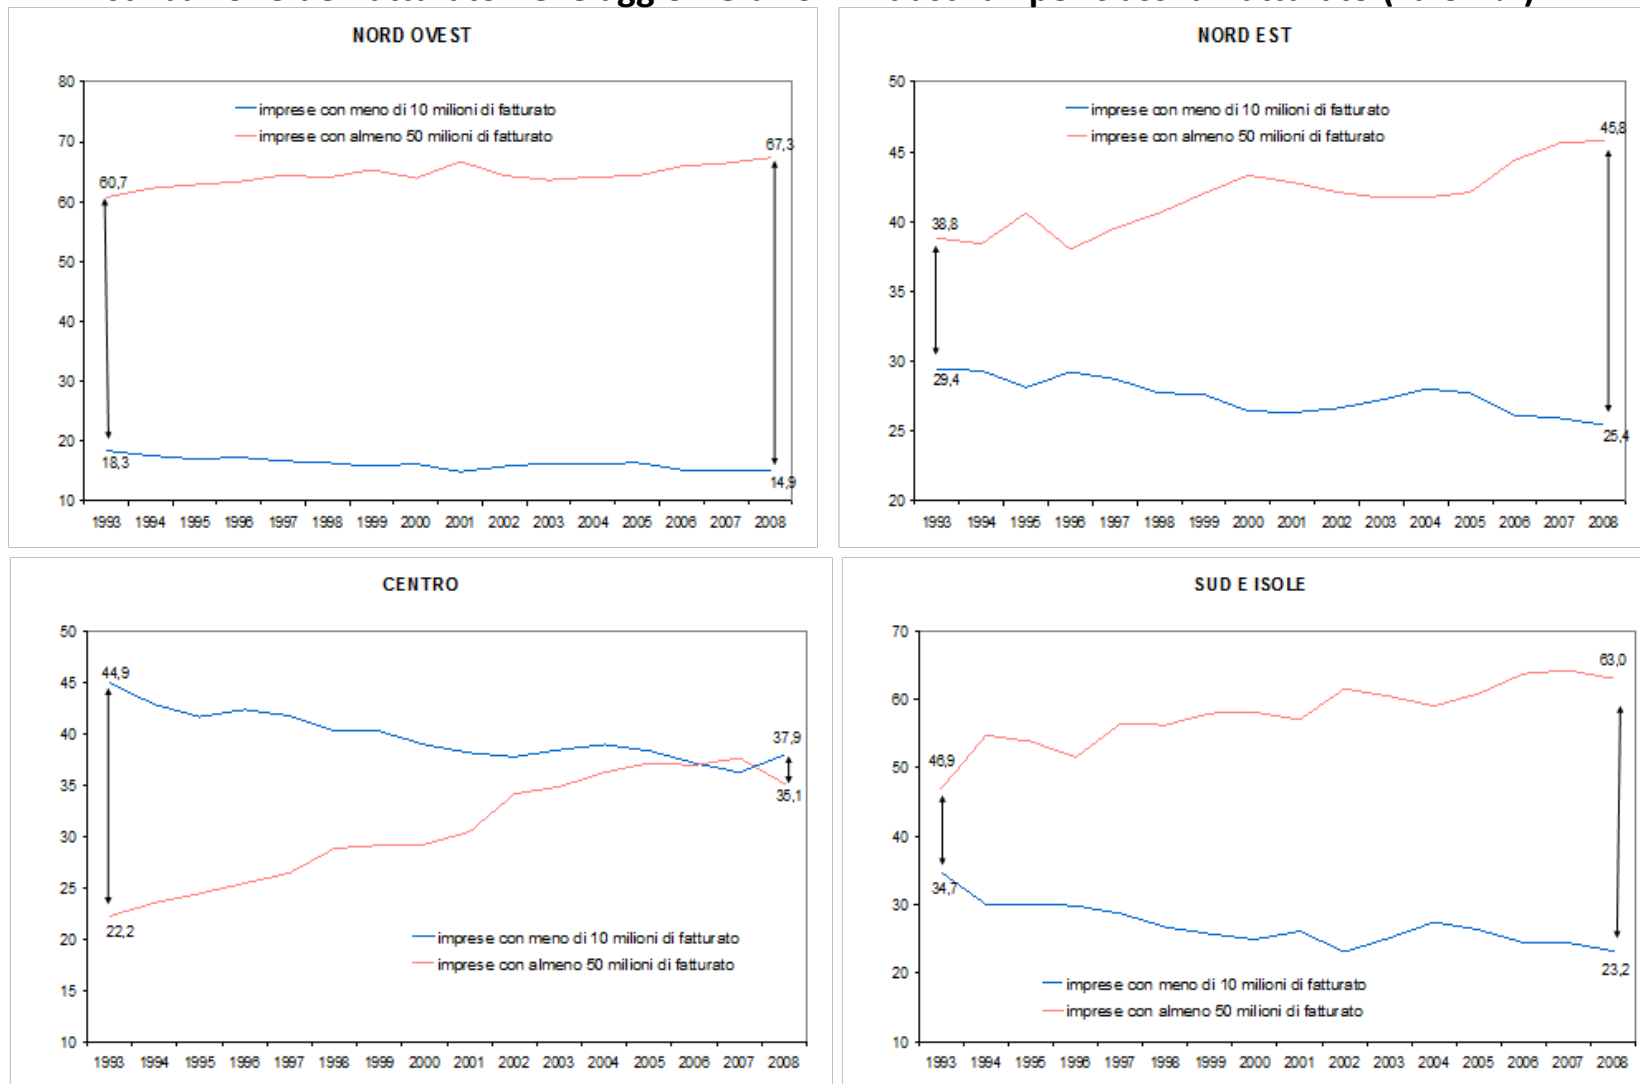 NORD OVEST
80
70
60
50
40
30
20
10
imprese con meno di 10 milioni di fatturato
imprese con almeno 50 milioni di fatturato
60,7
67,3
18,3
14,9
1993 1994 1995 1996 1997 1998 1999 2000 2001 2002 2003 2004 2005 2006 2007 2008
NORD EST
50
45
40
35
30
25
20
imprese con meno di 10 milioni di fatturato
imprese con almeno 50 milioni di fatturato
38,8
45,8
29,4
25,4
1993 1994 1995 1996 1997 1998 1999 2000 2001 2002 2003 2004 2005 2006 2007 2008
CENTRO
50
45
40
35
30
25
20
15
10
44,9
37,9
35,1
22,2
imprese con meno di 10 milioni di fatturato
imprese con almeno 50 milioni di fatturato
1993 1994 1995 1996 1997 1998 1999 2000 2001 2002 2003 2004 2005 2006 2007 2008
SUD E ISOLE
70
60
50
40
30
20
10
63,0
46,9
34,7
23,2
imprese con meno di 10 milioni di fatturato
imprese con almeno 50 milioni di fatturato
1993 1994 1995 1996 1997 1998 1999 2000 2001 2002 2003 2004 2005 2006 2007 2008